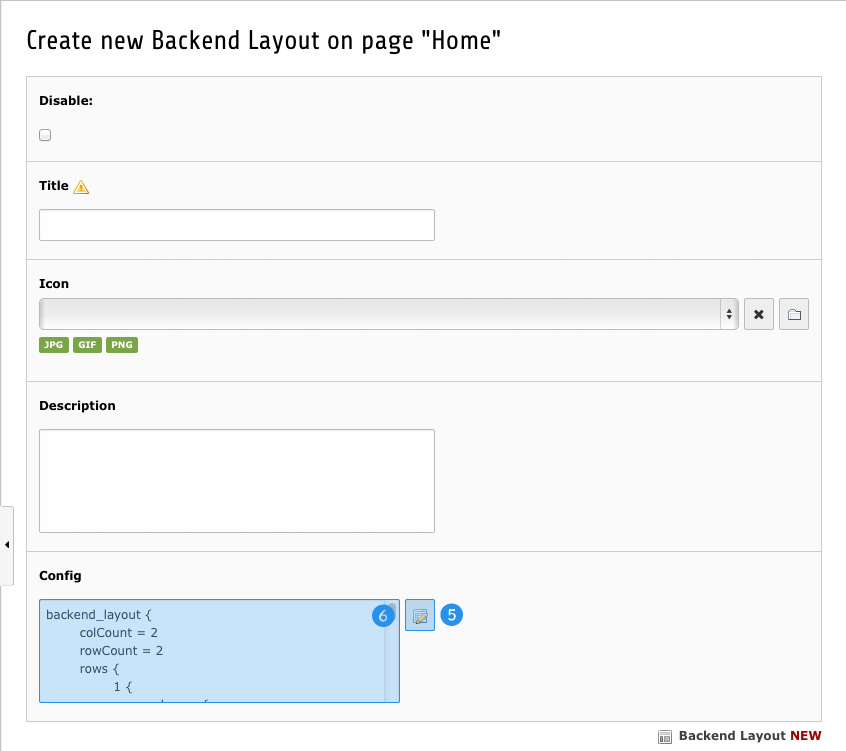 Create new Backend Layout on page "Home"
Disable:
Title
Icon
JPG GIF PNG
Description
Config
backend_layout {
colCount = 2
rowCount = 2
rows {
1 {
6
5
Backend Layout NEW